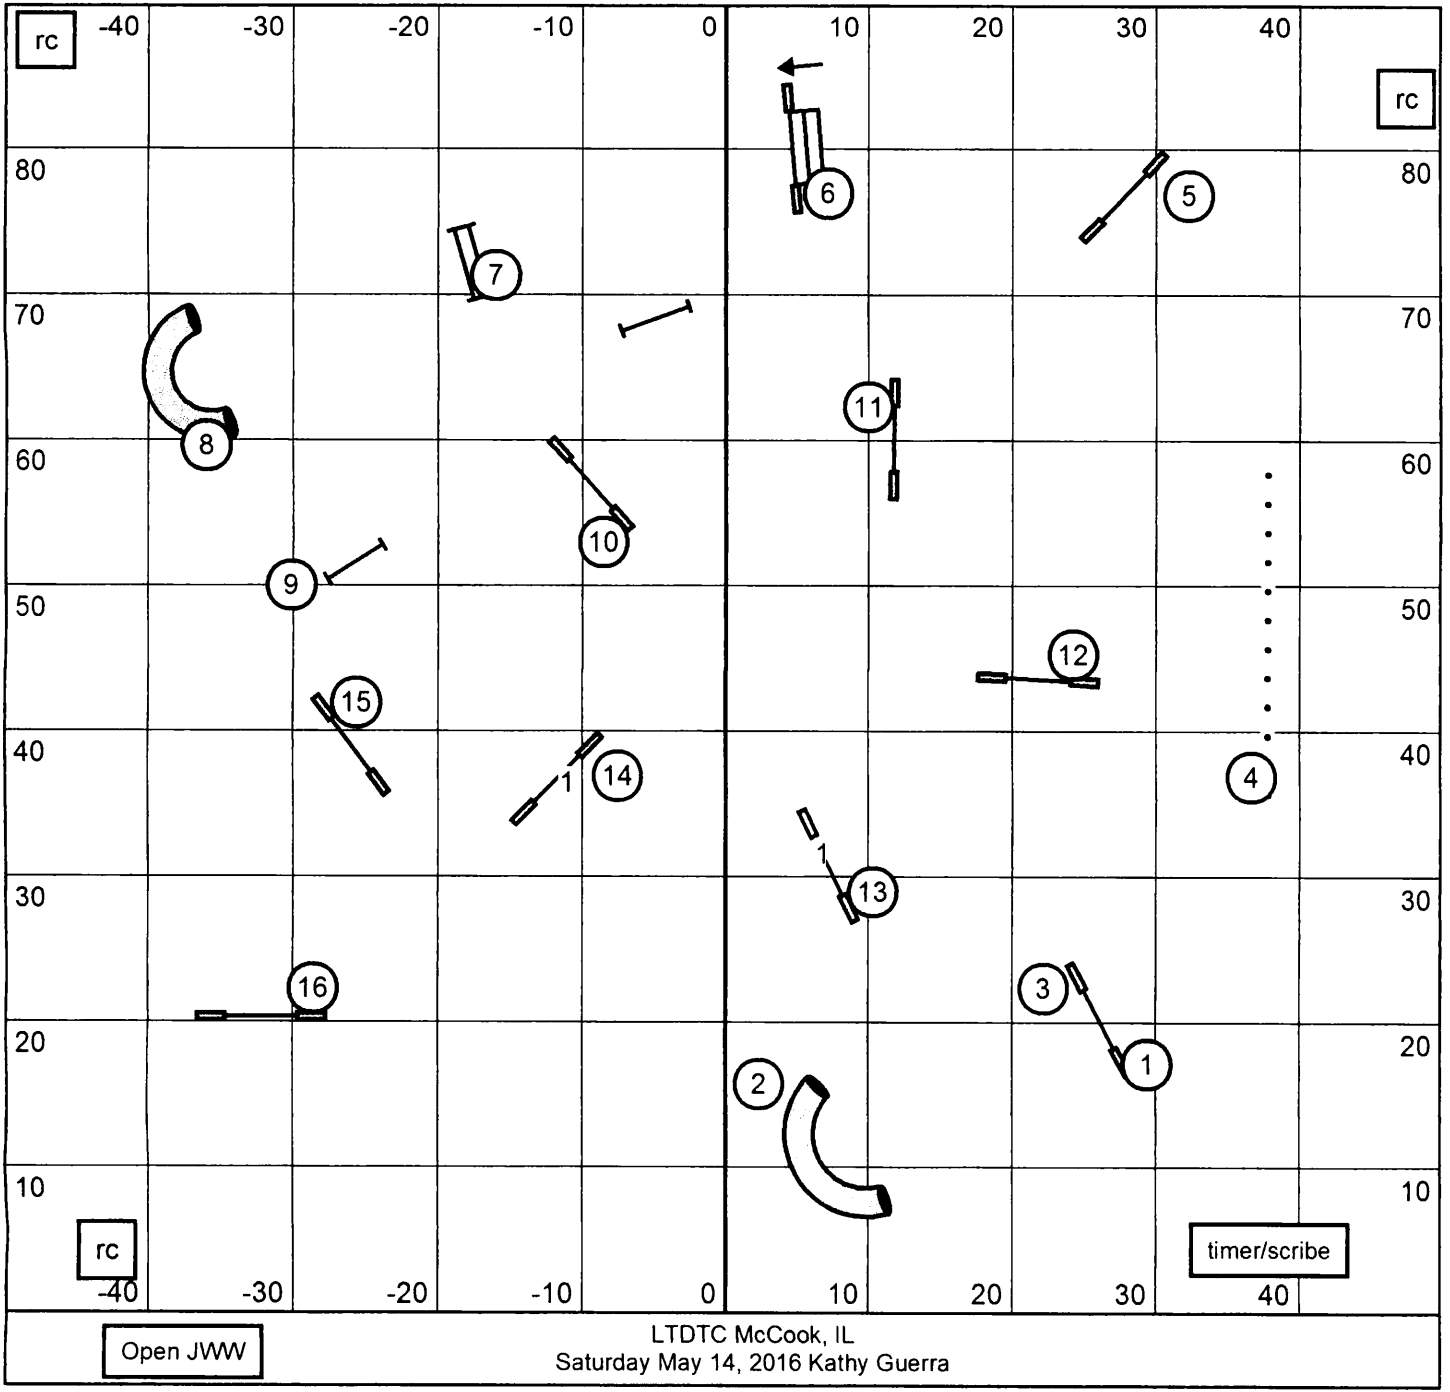 rc -40 -30 -20 -10 0 10 20 30 40
rc
80 6 5 80
7
70 70
11
8 60 60
10
9
50 50
12
15
40 14 4 40
1
1
30 13 30
16 3
20 20
2 1
10 10
rc timer/scribe
-40 -30 -20 -10 0 10 20 30 40
Open JWW
LTDTC McCook, IL
Saturday May 14, 2016 Kathy Guerra